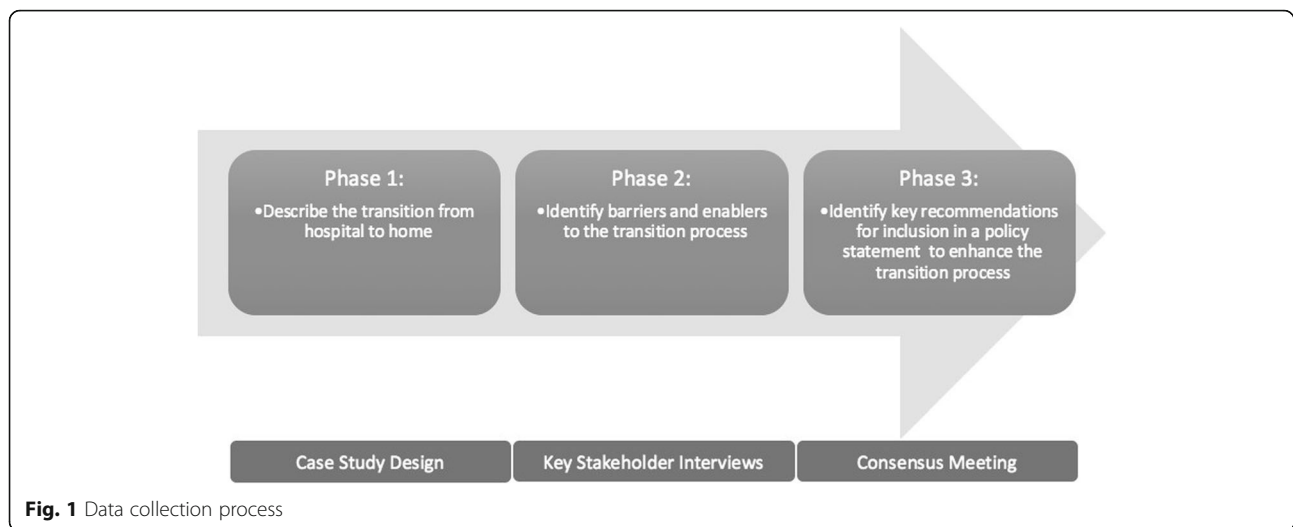 Phase 1:
•Describe the transition from
hospital to home
Phase 2:
•Identify barriers and enablers
to the transition process
Phase 3:
•Identify key recommendations
for inclusion in a policy
statement to enhance the
transition process
Case Study Design
Key Stakeholder Interviews
Consensus Meeting
Fig. 1 Data collection process